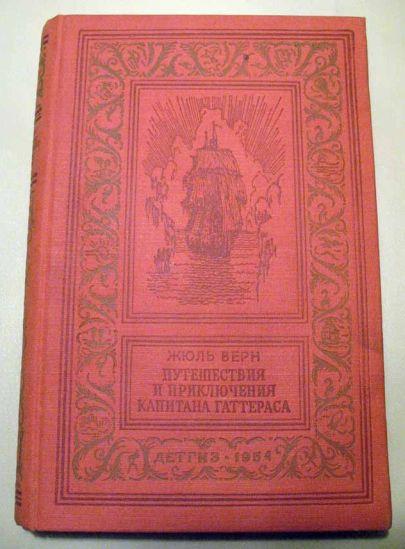 ЖЮЛЬ ВЕРН
ПУТЕШЕСТВИЯ
И ПРИКЛЮЧЕНИЯ
КАПИТАНА ГАТТЕРАСА
ДЕТГИЗ • 1954